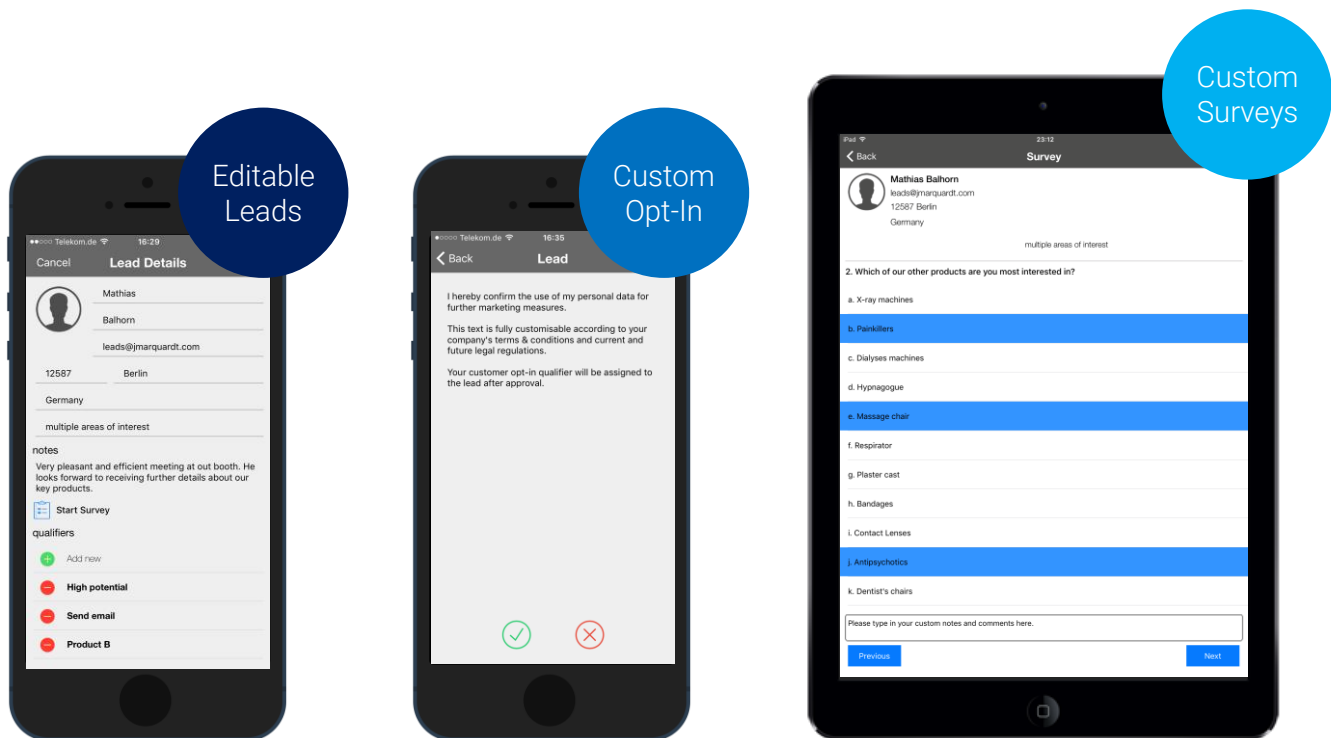 Editable
Leads
Telekom.de
16:29
Cancel
Lead Details
Mathias
Balhorn
leads@jmarquardt.com
12587
Berlin
Germany
multiple areas of interest
notes
Very pleasant and efficient meeting at out booth. He
looks forward to receiving further details about our
key products.
Start Survey
qualifiers
Add new
High potential
Send email
Product B
Custom
Opt-In
Telekom.de
16:35
Back
Lead
I hereby confirm the use of my personal data for
further marketing measures.
This text is fully customisable according to your
company's terms & conditions and current and
future legal regulations.
Your customer opt-in qualifier will be assigned to
the lead after approval.
Custom
Surveys
iPad
23:12
Back
Survey
Mathias Balhorn
leads@jmarquardt.com
12587 Berlin
Germany
multiple areas of interest
2. Which of our other products are you most interested in?
a. X-ray machines
b. Painkillers
c. Dialyses machines
d. Hypnagogue
e. Massage chair
f. Respirator
g. Plaster cast
h. Bandages
i. Contact Lenses
j. Antipsychotics
k. Dentist's chairs
Please type in your custom notes and comments here.
Previous
Next